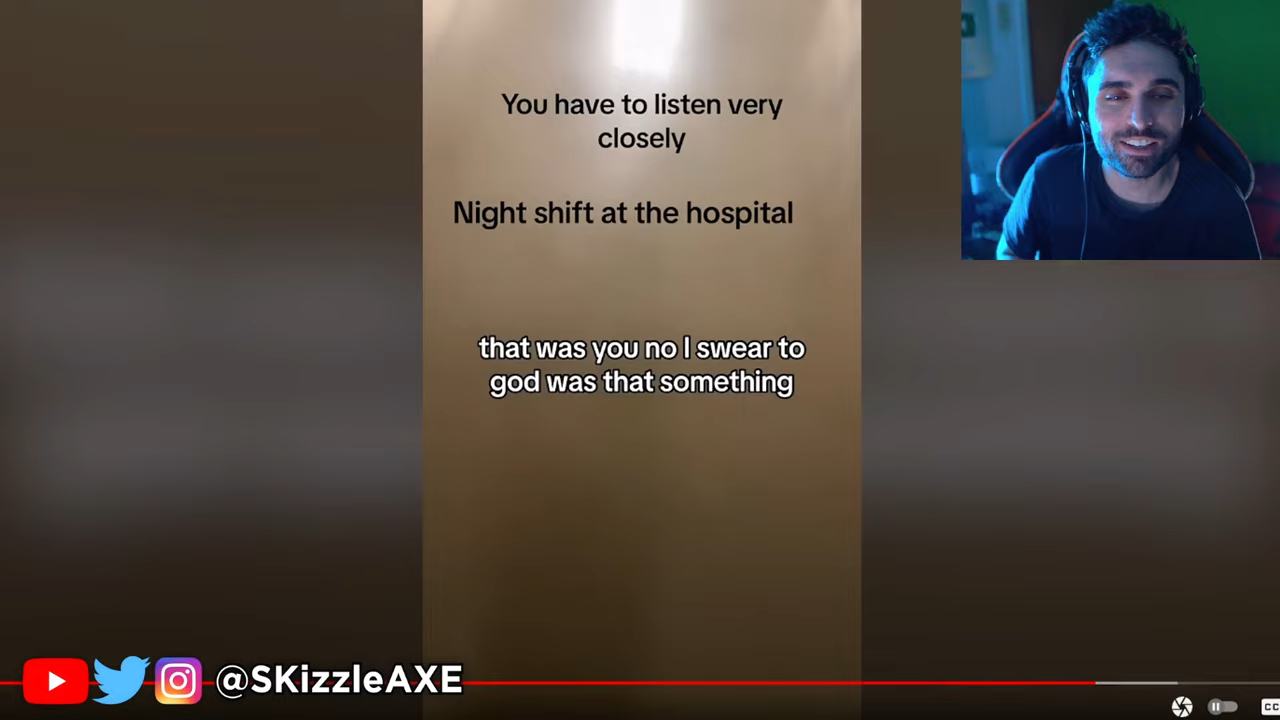 You have to listen very
closely
Night shift at the hospital
that was you no I swear to
god was that something
@SKizzleAXE
CC